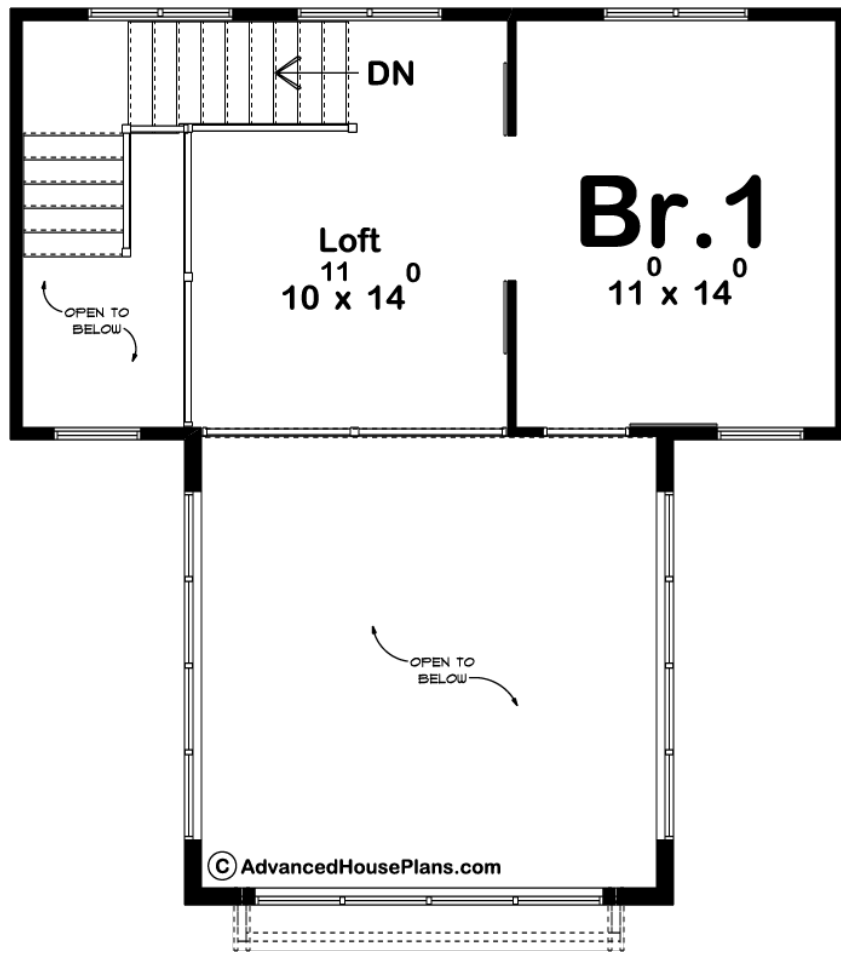 DN
Br.1
11⁰ x 14⁰
Loft
10¹¹ x 14⁰
OPEN TO
BELOW
OPEN TO
BELOW
© AdvancedHousePlans.com